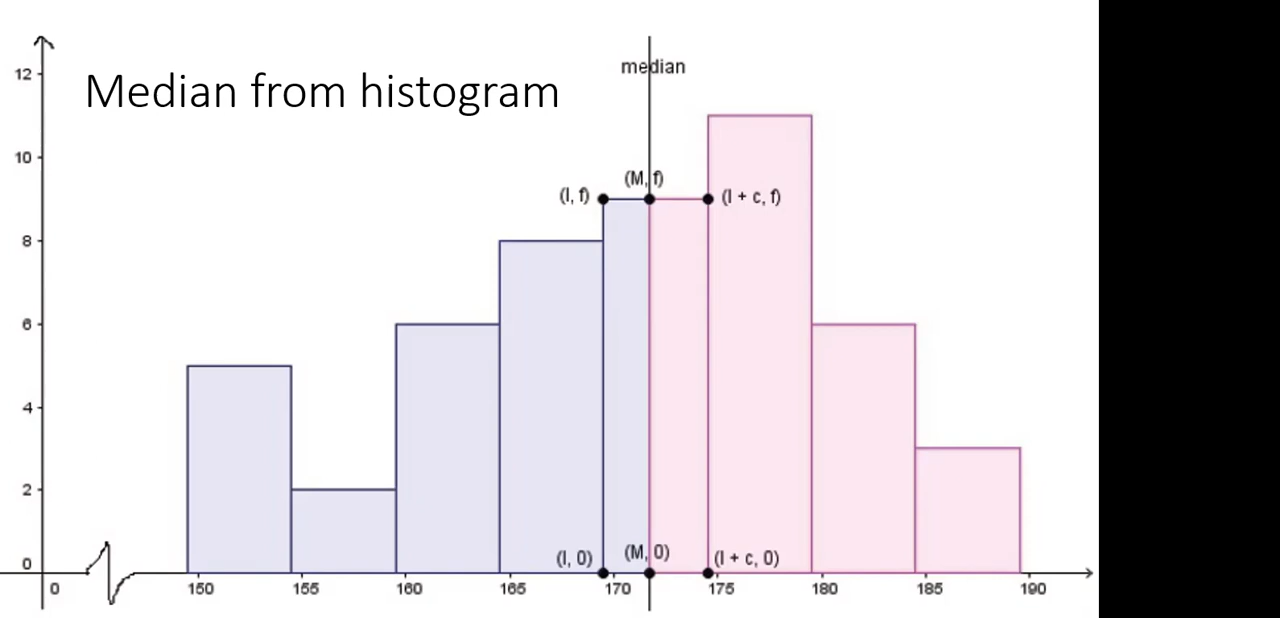 median
12
Median from histogram
10
(M, f)
(l, f)
(l + c, f)
8
6
4
2
(M, 0)
(l, 0)
(l + c, 0)
0
0
150
155
160
165
170
175
180
185
190